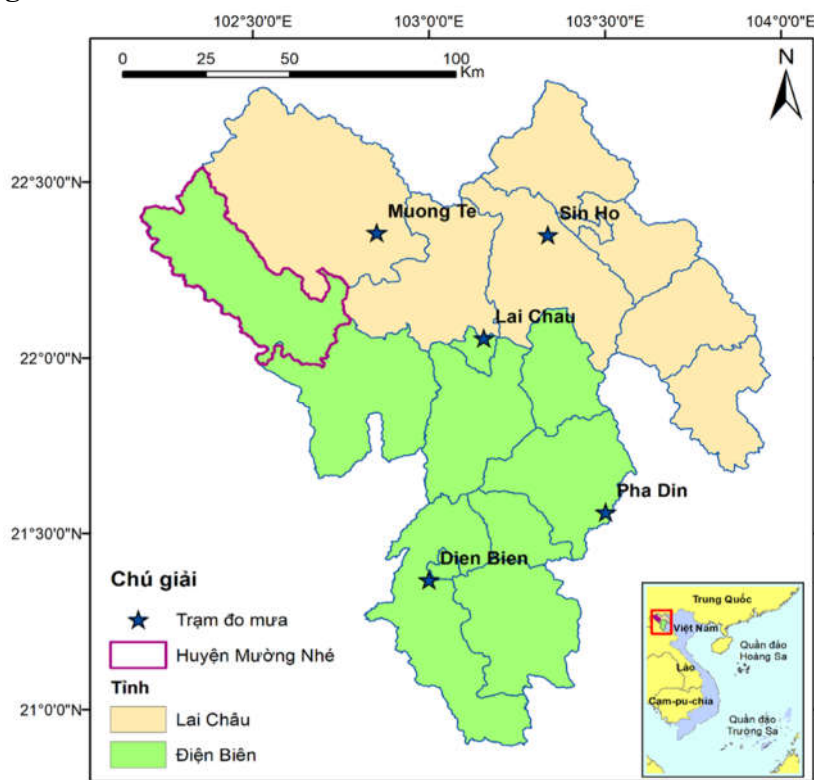 102°30'0"E 103°0'0"E 103°30'0"E 104°0'0"E
0 25 50 100
Km
N
22°30'0"N
Muong Te
Sin Ho
Lai Chau
22°0'0"N
Pha Din
21°30'0"N
Dien Bien
21°0'0"N
Chú giải
Trạm đo mưa
Huyện Mường Nhé
Tỉnh
Lai Châu
Điện Biên
Trung Quốc
Việt Nam
Quần đảo
Hoàng Sa
Lào
Cam-pu-chia
Quần đảo
Trường Sa